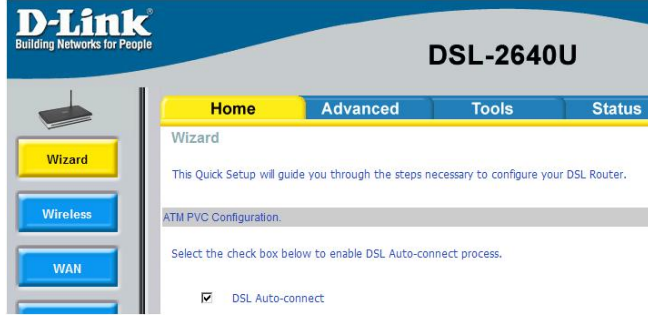 D-Link®
Building Networks for People
DSL-2640U
Home Advanced Tools Status
Wizard
Wizard
This Quick Setup will guide you through the steps necessary to configure your DSL Router.
Wireless
ATM PVC Configuration.
Select the check box below to enable DSL Auto-connect process.
WAN
DSL Auto-connect